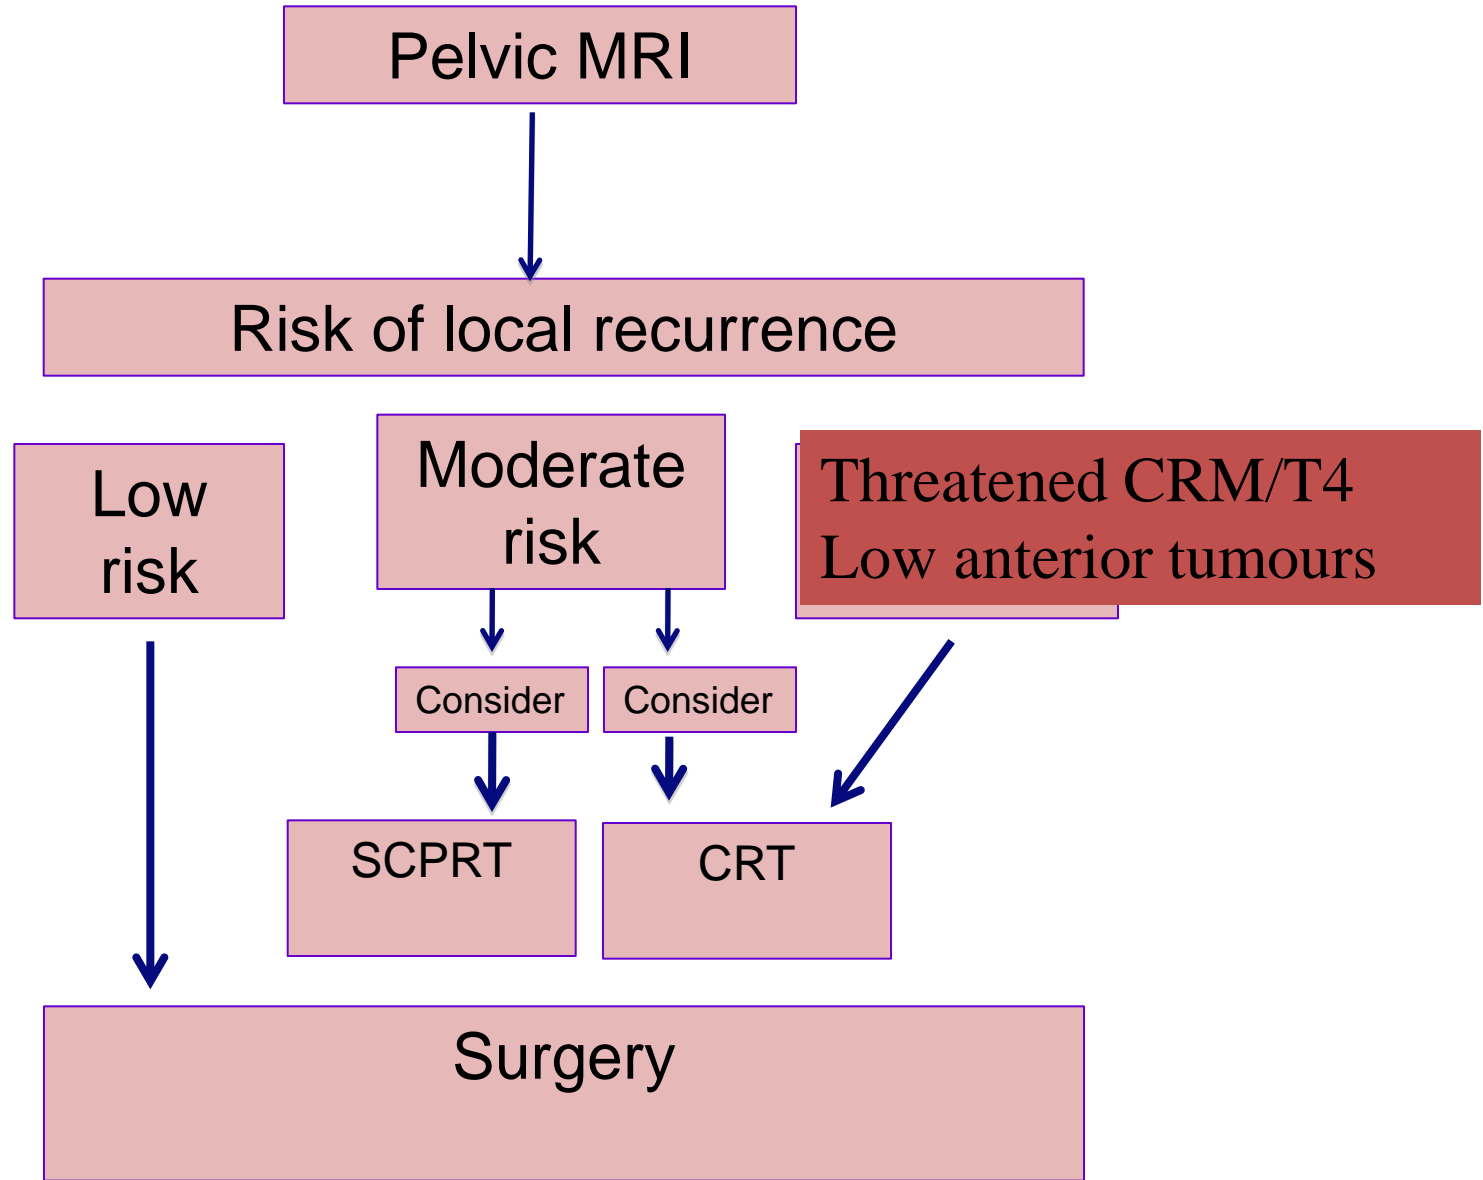 Pelvic MRI
Risk of local recurrence
Low
risk
Moderate
risk
Threatened CRM/T4
Low anterior tumours
Consider
Consider
SCPRT
CRT
Surgery